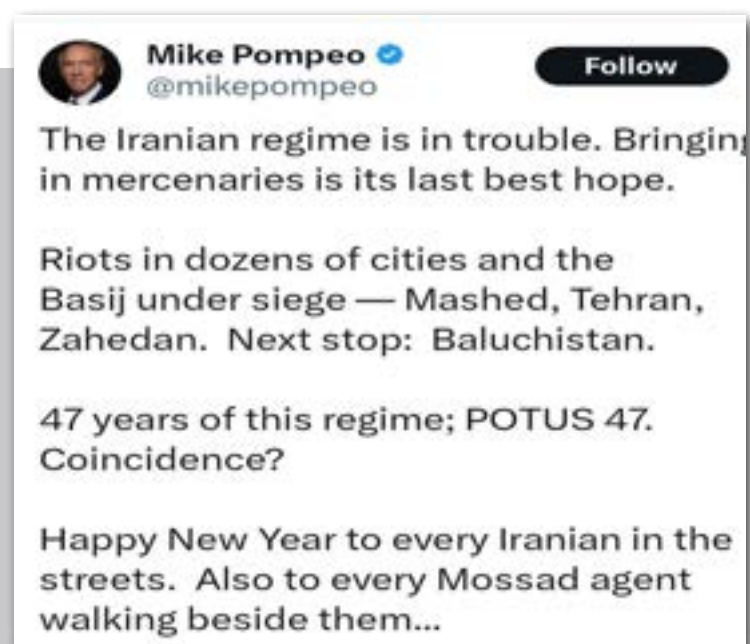 Mike Pompeo
@mikepompeo
Follow
The Iranian regime is in trouble. Bringing
in mercenaries is its last best hope.
Riots in dozens of cities and the
Basij under siege — Mashed, Tehran,
Zahedan. Next stop: Baluchistan.
47 years of this regime; POTUS 47.
Coincidence?
Happy New Year to every Iranian in the
streets. Also to every Mossad agent
walking beside them...